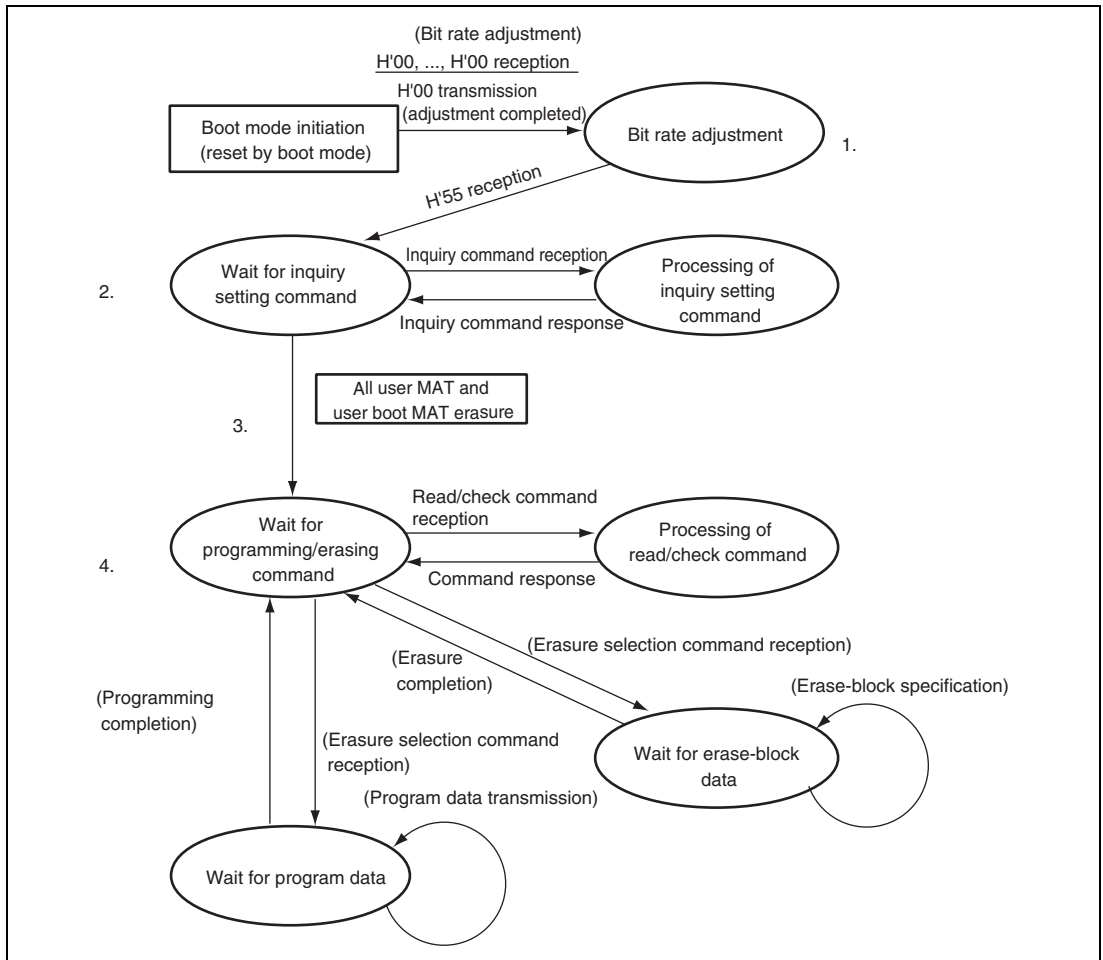 (Bit rate adjustment)
H'00, ..., H'00 reception
H'00 transmission
(adjustment completed)
Boot mode initiation
(reset by boot mode)
Bit rate adjustment
1.
H'55 reception
2.
Wait for inquiry
setting command
Inquiry command reception
Inquiry command response
Processing of
inquiry setting
command
All user MAT and
user boot MAT erasure
3.
4.
Wait for
programming/erasing
command
Read/check command
reception
Command response
Processing of
read/check command
(Erasure selection command reception)
(Erasure
completion)
(Erase-block specification)
(Programming
completion)
(Erasure selection command
reception)
Wait for erase-block
data
(Program data transmission)
Wait for program data